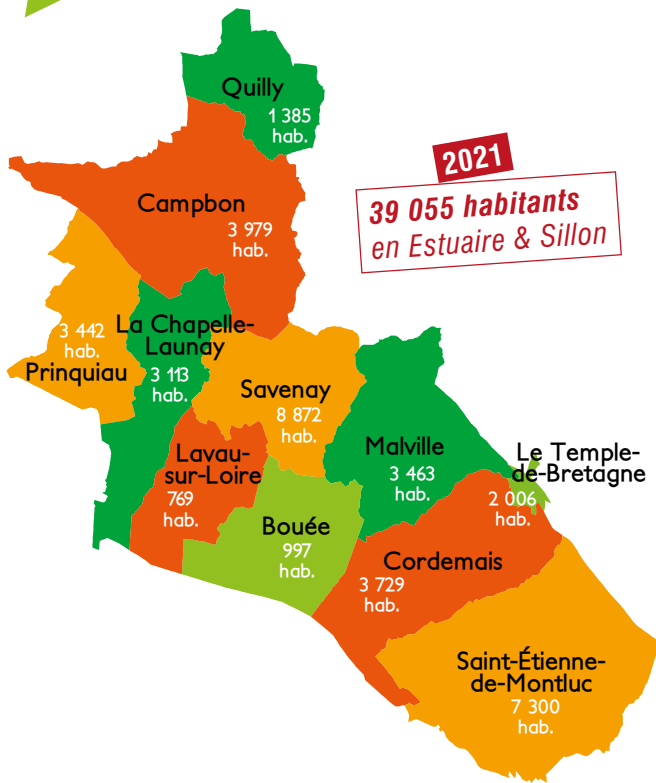 Quilly
1 385
hab.
2021
39 055 habitants
en Estuaire & Sillon
Campbon
3 979
hab.
3 442
hab.
Prinquiau
La Chapelle-
Launay
3 113
hab.
Savenay
8 872
hab.
Malville
3 463
hab.
Le Temple-
de-Bretagne
2 006
hab.
Lavau-
sur-Loire
769
hab.
Bouée
997
hab.
Cordemais
3 729
hab.
Saint-Étienne-
de-Montluc
7 300
hab.